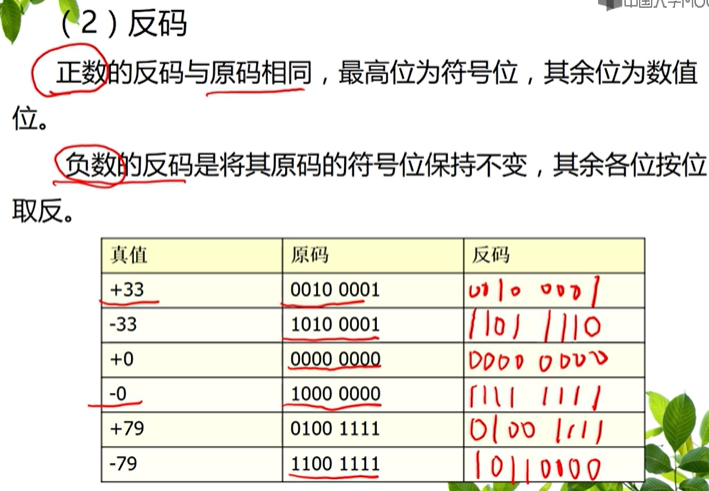 （2）反码
中国大学MOO
正数的反码与原码相同，最高位为符号位，其余位为数值
位。
负数的反码是将其原码的符号位保持不变，其余各位按位
取反。
真值 原码 反码
+33 0010 0001 0010 0001
-33 1010 0001 1101 1110
+0 0000 0000 0000 0000
-0 1000 0000 1111 1111
+79 0100 1111 0100 1111
-79 1100 1111 10110000